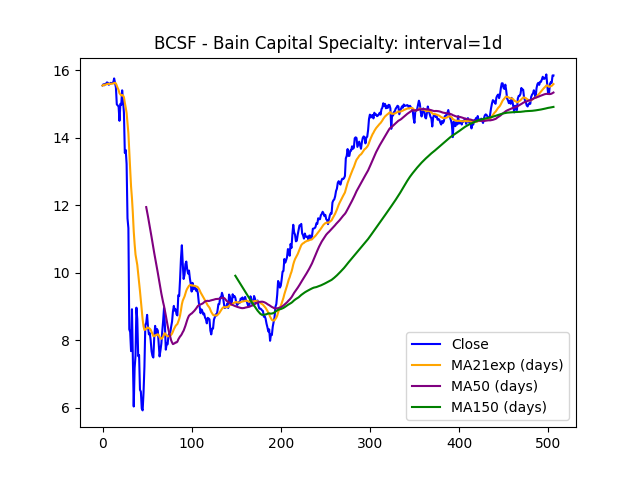 BCSF - Bain Capital Specialty: interval=1d
16
14
12
10
8
6
Close
MA21exp (days)
MA50 (days)
MA150 (days)
0
100
200
300
400
500